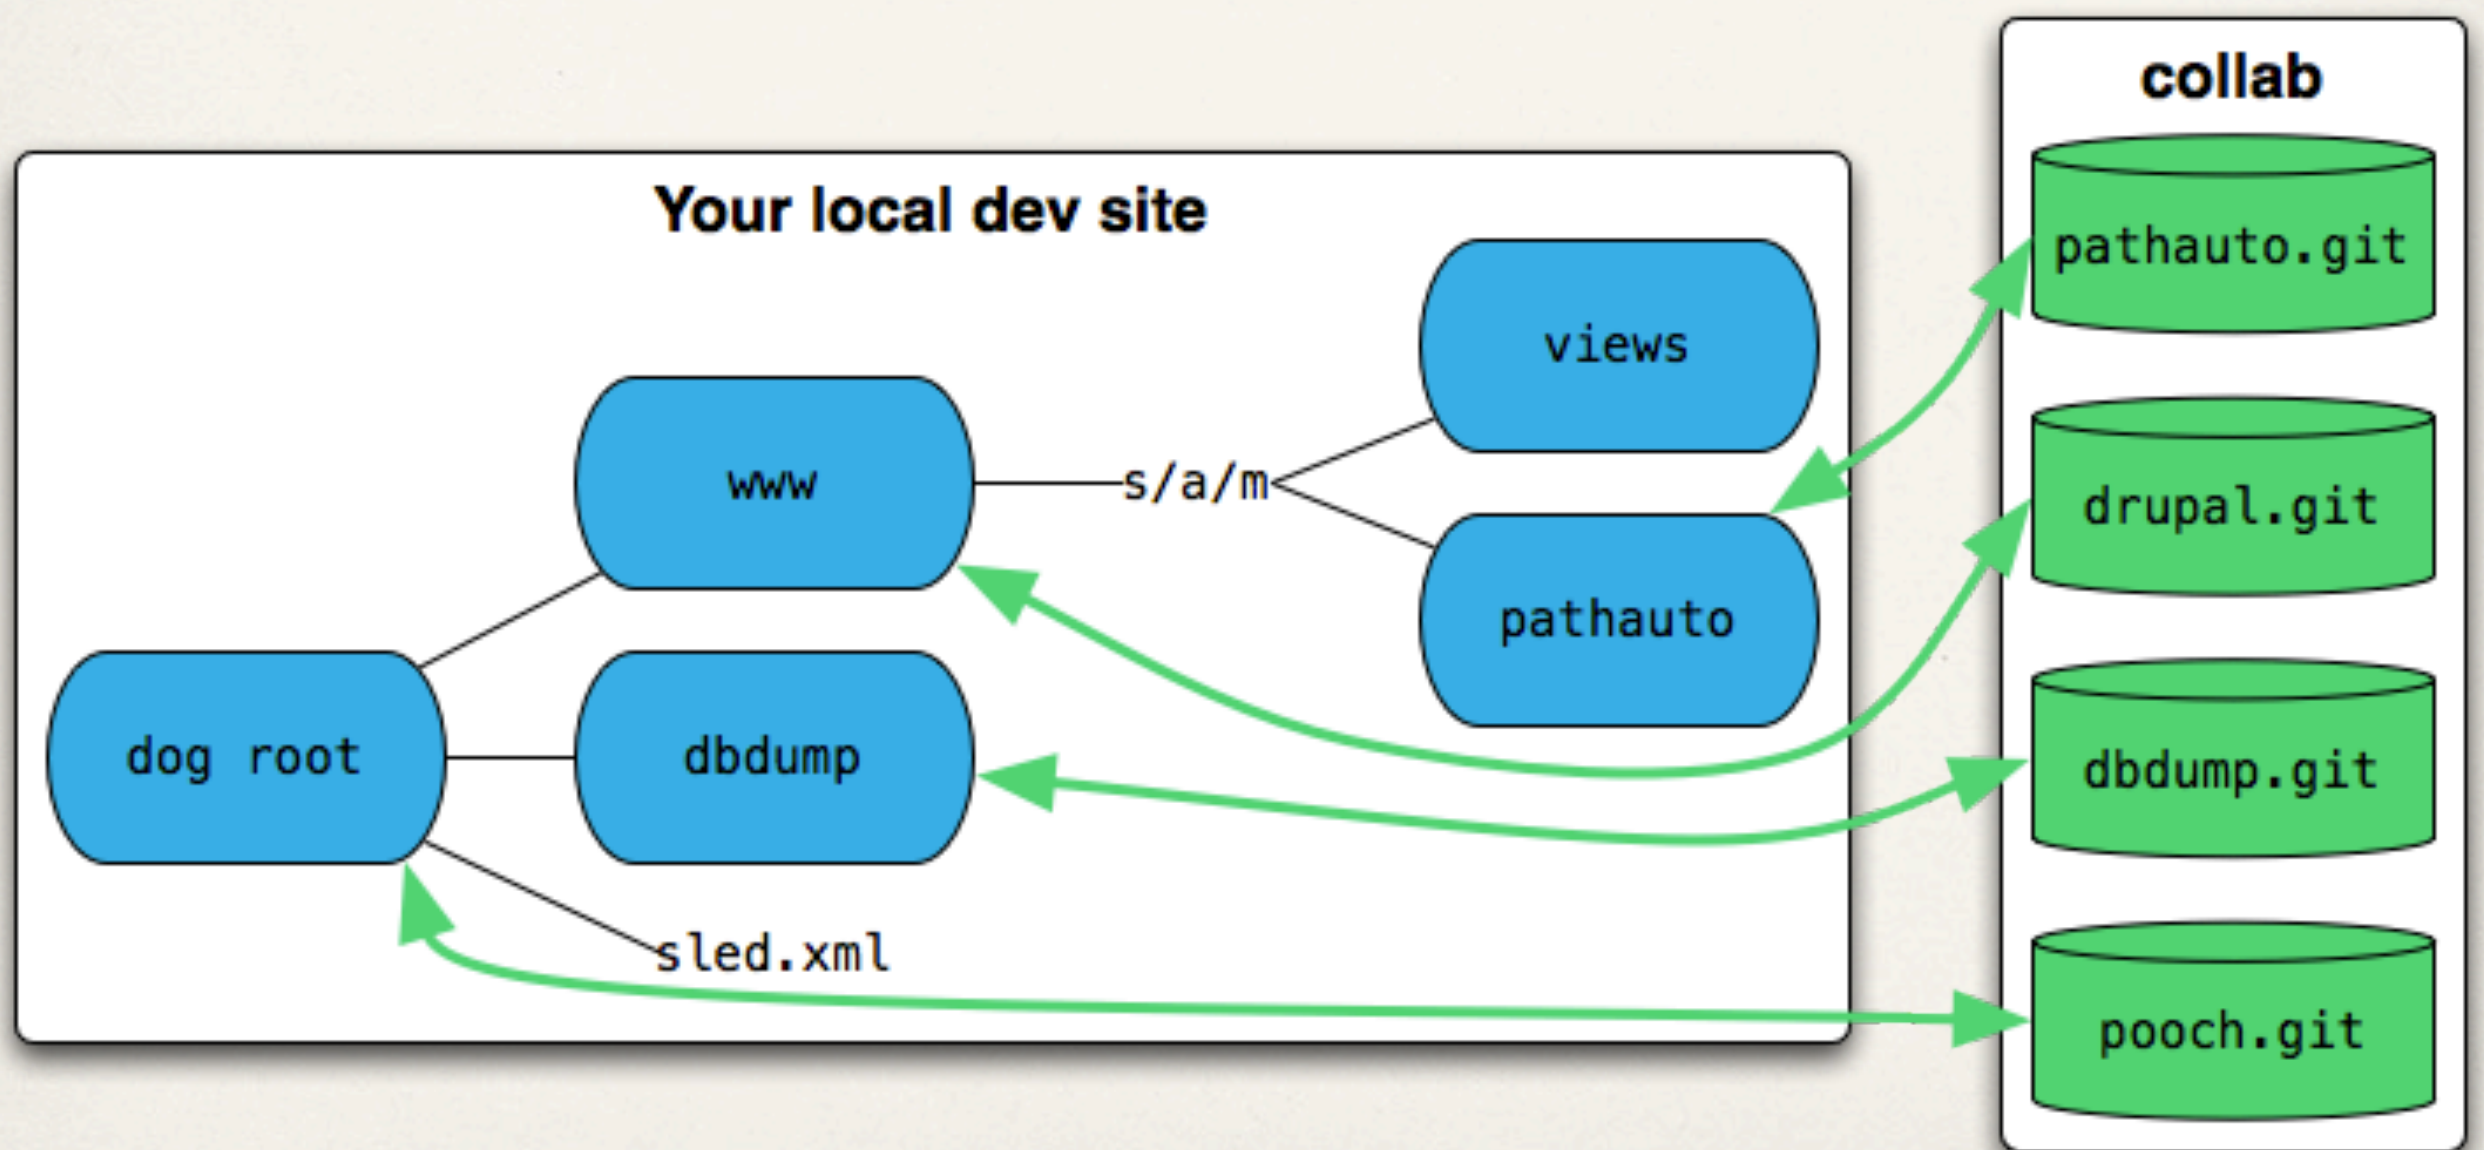 collab
pathauto.git
drupal.git
dbdump.git
pooch.git
Your local dev site
views
www
s/a/m
pathauto
dog root
dbdump
sled.xml